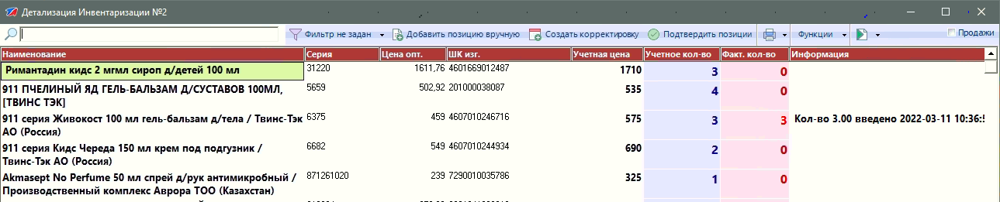 Детализация Инвентаризации №2
Фильтр не задан Добавить позицию вручную Создать корректировку Подтвердить позиции Функции Продажи
Наименование Серия Цена опт. ШК изг. Учетная цена Учетное кол-во Факт. кол-во Информация
Римантадин кидс 2 мгмл сироп д/детей 100 мл 31220 1611,76 4601669012487 1710 3 0
911 ПЧЕЛИНЫЙ ЯД ГЕЛЬ-БАЛЬЗАМ Д/СУСТАВОВ 100МЛ, 5659 502,92 201000038087 535 4 0
[ТВИНС ТЭК]
911 серия Живокост 100 мл гель-бальзам д/тела / Твинс-Тэк 6375 459 4607010246716 575 3 3 Кол-во 3.00 введено 2022-03-11 10:36:5
АО (Россия)
911 серия Кидс Череда 150 мл крем под подгузник / 6682 549 4607010244934 690 2 0
Твинс-Тэк АО (Россия)
Akmasept No Perfume 50 мл спрей д/рук антимикробный / 871261020 239 7290010035786 325 1 0
Производственный комплекс Аврора ТОО (Казахстан)